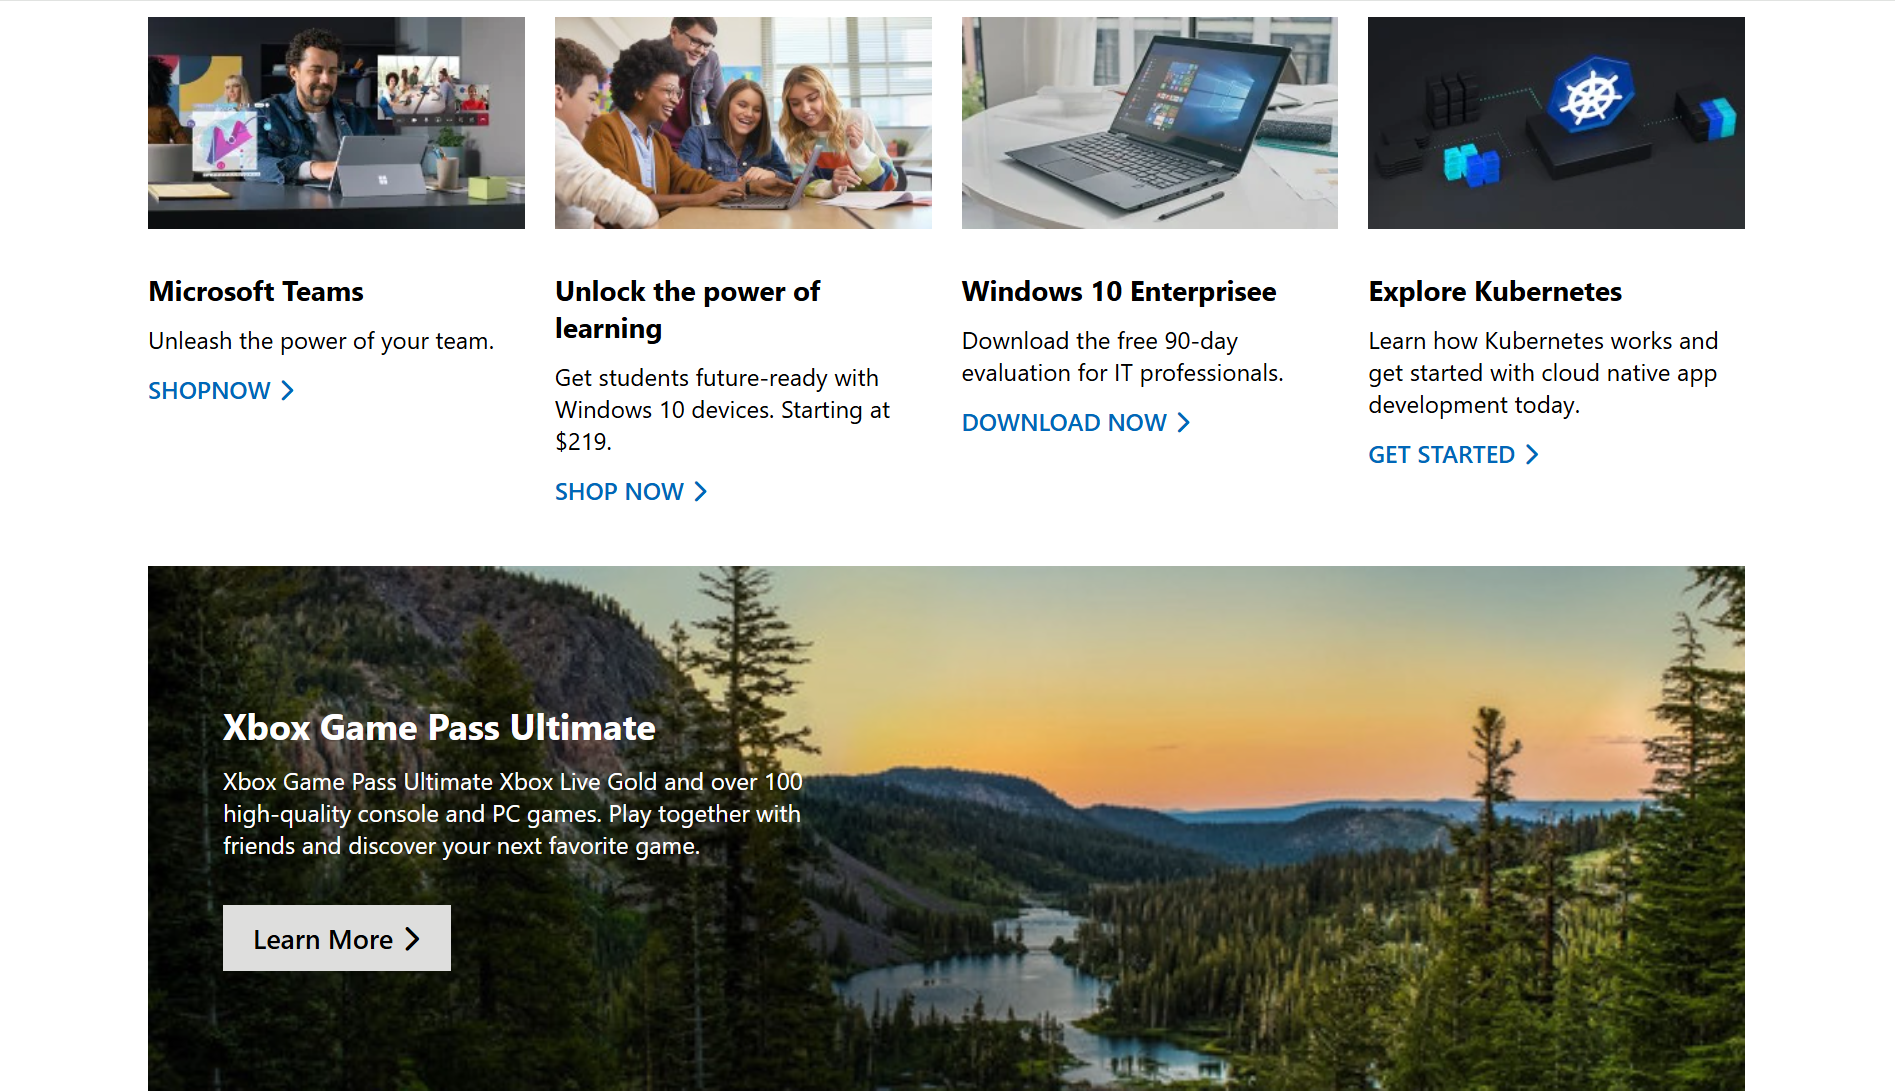 Microsoft Teams
Unleash the power of your team.
SHOPNOW
Unlock the power of
learning
Get students future-ready with
Windows 10 devices. Starting at
$219.
SHOP NOW
Windows 10 Enterprisee
Download the free 90-day
evaluation for IT professionals.
DOWNLOAD NOW
Explore Kubernetes
Learn how Kubernetes works and
get started with cloud native app
development today.
GET STARTED
Xbox Game Pass Ultimate
Xbox Game Pass Ultimate Xbox Live Gold and over 100
high-quality console and PC games. Play together with
friends and discover your next favorite game.
Learn More